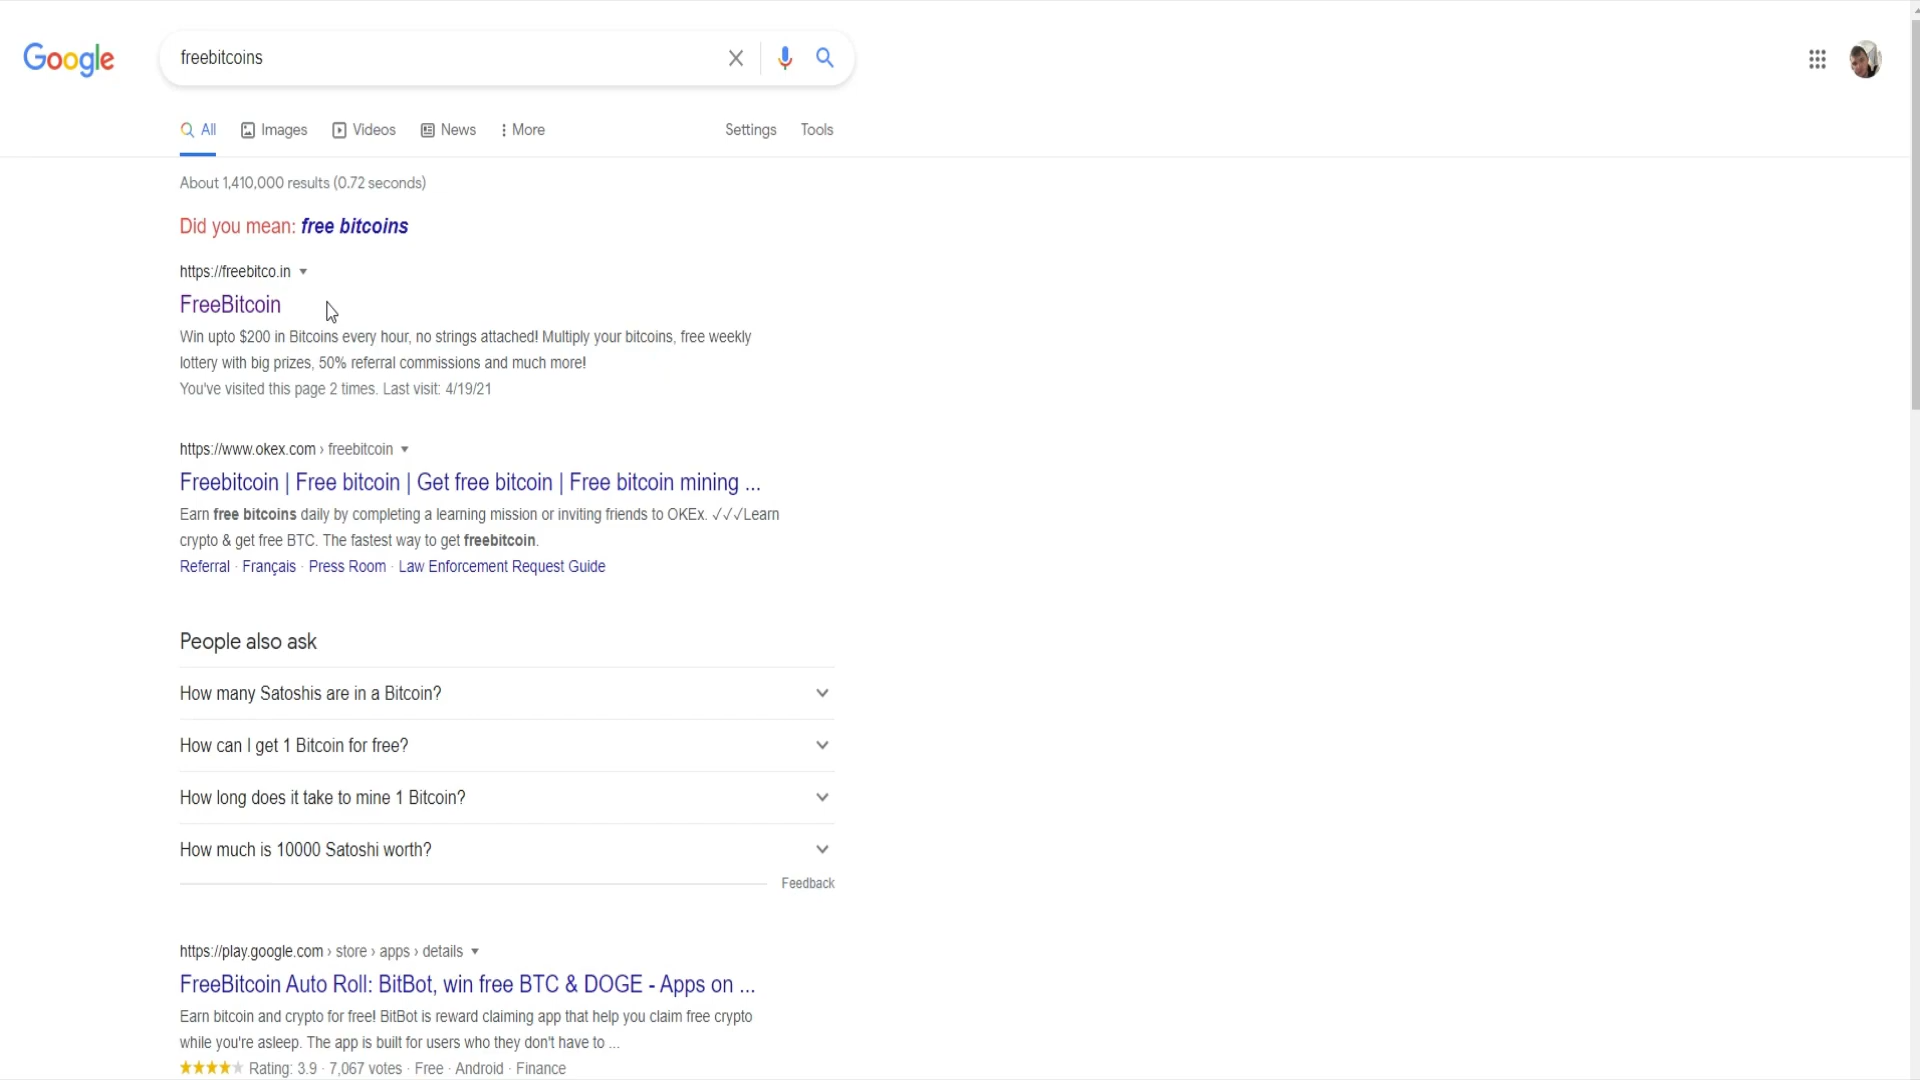 Google
freebitcoins
All Images Videos News More Settings Tools
About 1,410,000 results (0.72 seconds)
Did you mean: free bitcoins
https://freebitco.in
FreeBitcoin
Win upto $200 in Bitcoins every hour, no strings attached! Multiply your bitcoins, free weekly
lottery with big prizes, 50% referral commissions and much more!
You've visited this page 2 times. Last visit: 4/19/21
https://www.okex.com › freebitcoin
Freebitcoin | Free bitcoin | Get free bitcoin | Free bitcoin mining ...
Earn free bitcoins daily by completing a learning mission or inviting friends to OKEx. ✓✓✓Learn
crypto & get free BTC. The fastest way to get freebitcoin.
Referral · Français · Press Room · Law Enforcement Request Guide
People also ask
How many Satoshis are in a Bitcoin?
How can I get 1 Bitcoin for free?
How long does it take to mine 1 Bitcoin?
How much is 10000 Satoshi worth?
Feedback
https://play.google.com › store › apps › details
FreeBitcoin Auto Roll: BitBot, win free BTC & DOGE - Apps on ...
Earn bitcoin and crypto for free! BitBot is reward claiming app that help you claim free crypto
while you're asleep. The app is built for users who they don't have to ...
Rating: 3.9 · 7,067 votes · Free · Android · Finance